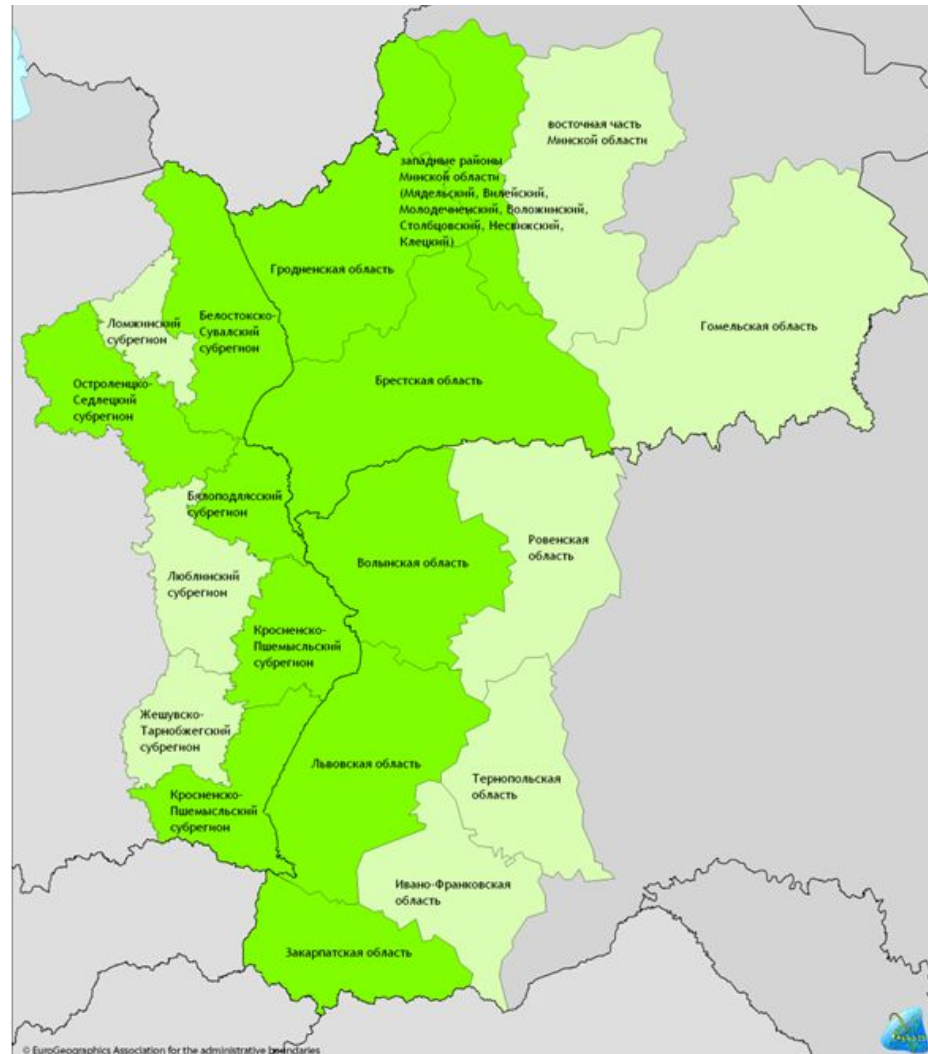 восточная часть
Минской области
западные районы
Минской области
(Мядельский, Вилейский,
Молодечненский, Воложинский,
Столбцовский, Несвижский,
Клецкий)
Гродненская область
Гомельская область
Белостокско-
Сувалский
субрегион
Ломжинский
субрегион
Остроленцко-
Седлецкий
субрегион
Брестская область
Бялоподлясский
субрегион
Ровенская
область
Волынская область
Люблинский
субрегион
Кросненско-
Пшемысльский
субрегион
Жешувско-
Тарнобжегский
субрегион
Львовская область
Тернопольская
область
Кросненско-
Пшемысльский
субрегион
Ивано-Франковская
область
Закарпатская область
© EuroGeographics Association for the administrative boundaries